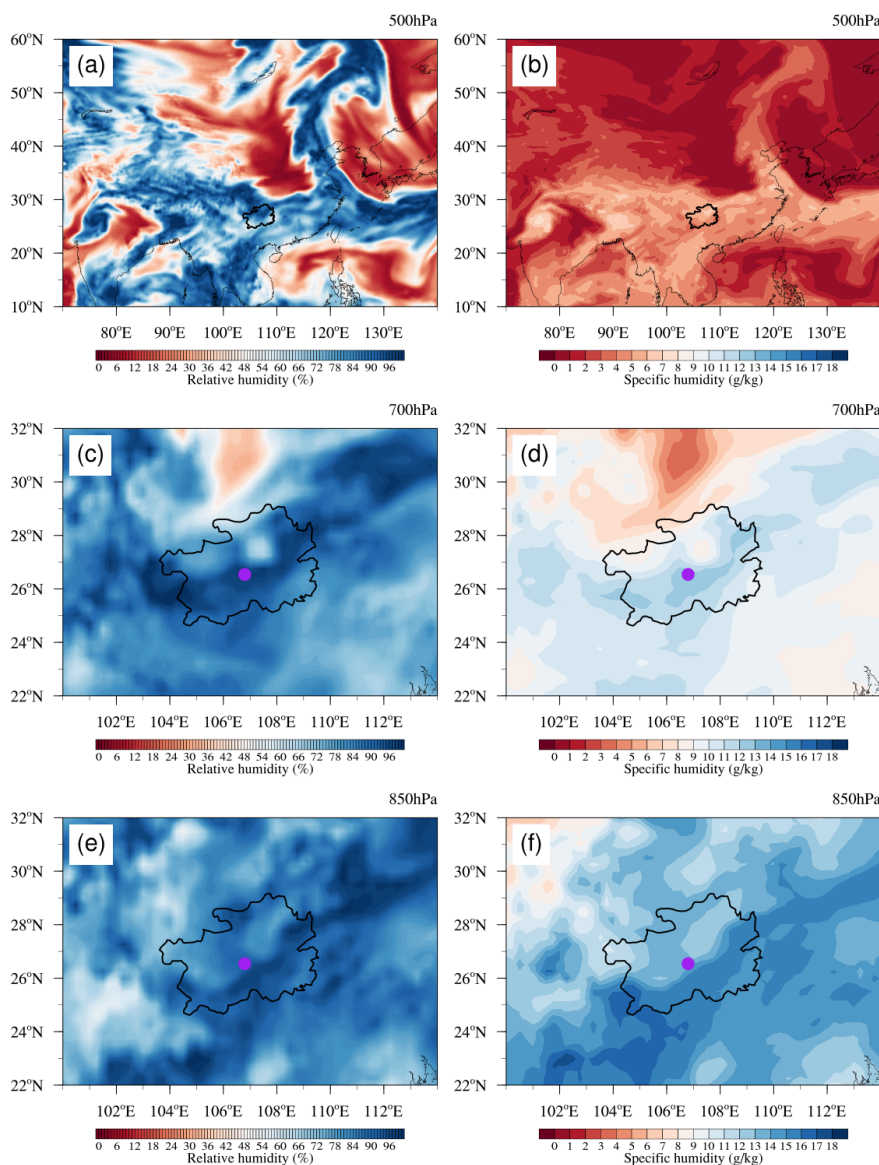 500hPa
(a)
60°N
50°N
40°N
30°N
20°N
10°N
80°E 90°E 100°E 110°E 120°E 130°E
0 6 12 18 24 30 36 42 48 54 60 66 72 78 84 90 96
Relative humidity (%)
500hPa
(b)
60°N
50°N
40°N
30°N
20°N
10°N
80°E 90°E 100°E 110°E 120°E 130°E
0 1 2 3 4 5 6 7 8 9 10 11 12 13 14 15 16 17 18
Specific humidity (g/kg)
700hPa
(c)
32°N
30°N
28°N
26°N
24°N
22°N
102°E 104°E 106°E 108°E 110°E 112°E
0 6 12 18 24 30 36 42 48 54 60 66 72 78 84 90 96
Relative humidity (%)
700hPa
(d)
32°N
30°N
28°N
26°N
24°N
22°N
102°E 104°E 106°E 108°E 110°E 112°E
0 1 2 3 4 5 6 7 8 9 10 11 12 13 14 15 16 17 18
Specific humidity (g/kg)
850hPa
(e)
32°N
30°N
28°N
26°N
24°N
22°N
102°E 104°E 106°E 108°E 110°E 112°E
0 6 12 18 24 30 36 42 48 54 60 66 72 78 84 90 96
Relative humidity (%)
850hPa
(f)
32°N
30°N
28°N
26°N
24°N
22°N
102°E 104°E 106°E 108°E 110°E 112°E
0 1 2 3 4 5 6 7 8 9 10 11 12 13 14 15 16 17 18
Specific humidity (g/kg)